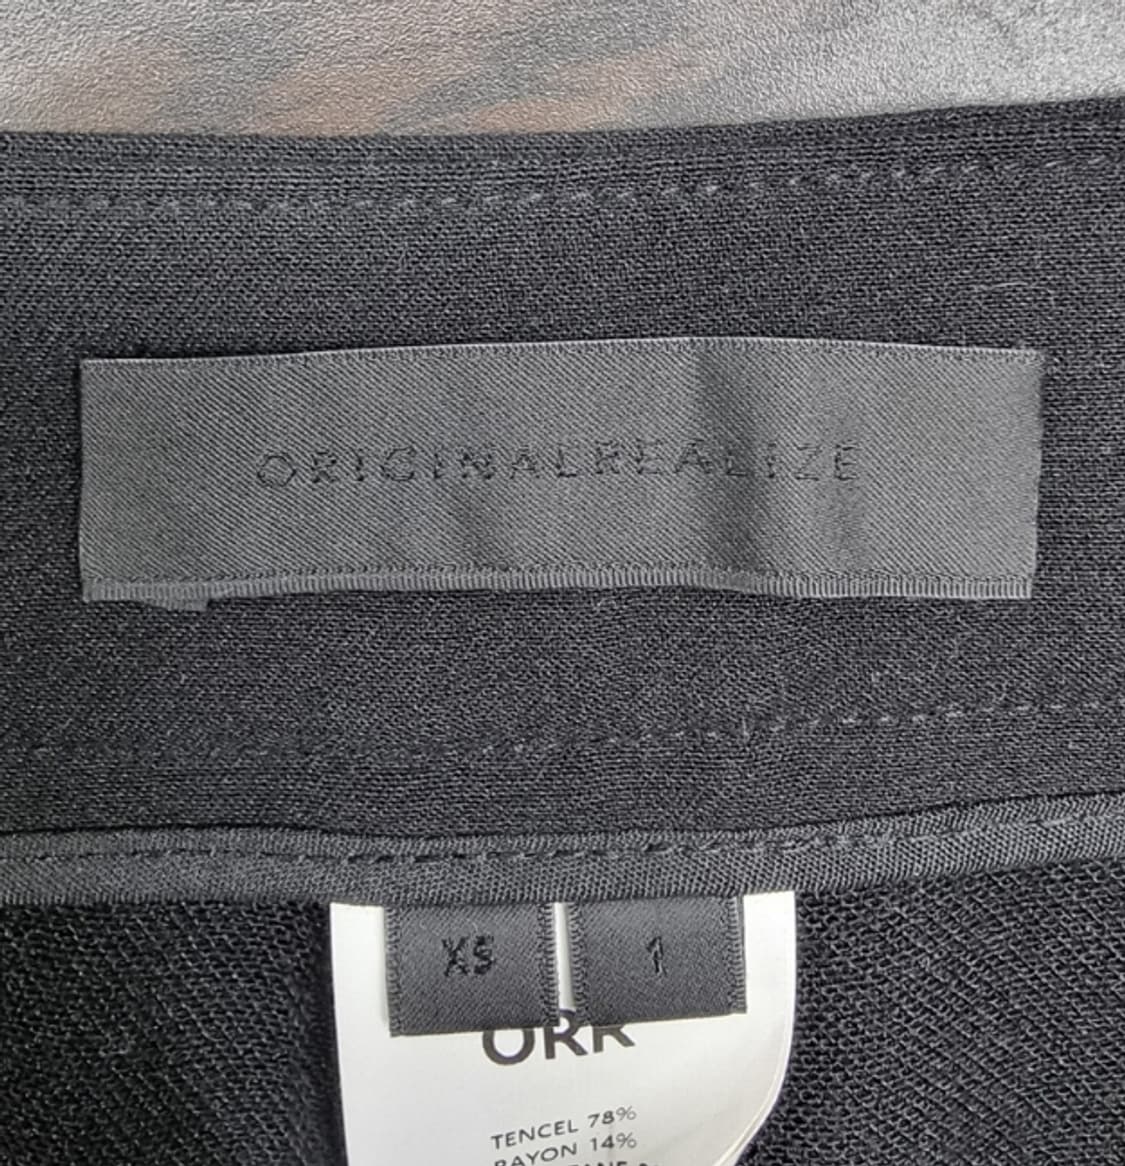 ORIGINALREALIZE
XS 1
ORR
TENCEL 78%
RAYON 14%